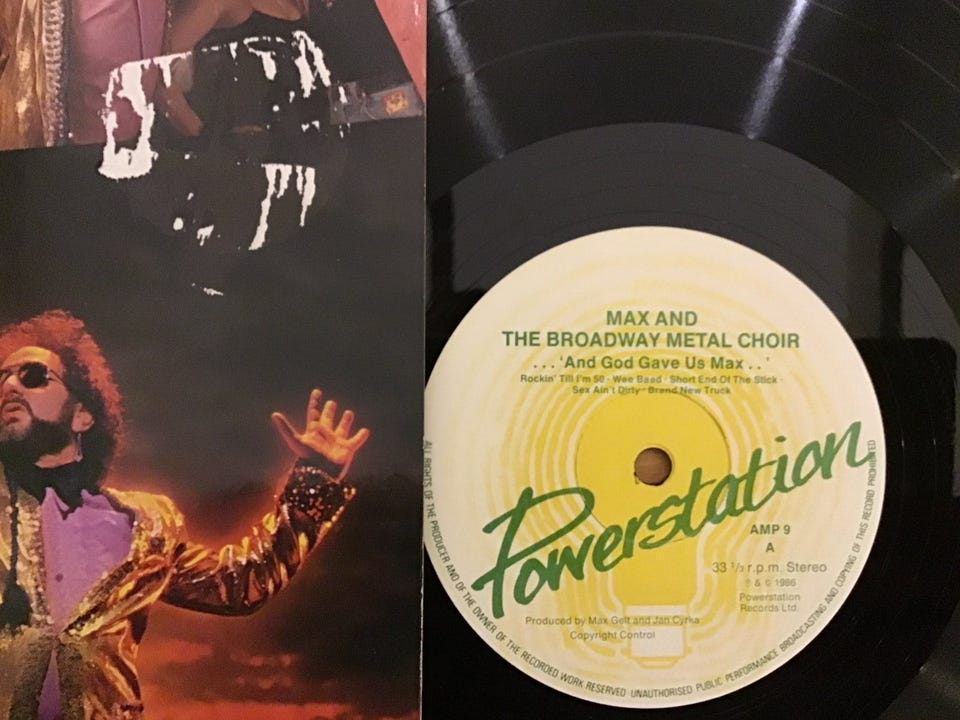 MAX AND
THE BROADWAY METAL CHOIR
. . . 'And God Gave Us Max . . '
Rockin' Till I'm 50 · Wee Baad · Short End Of The Stick ·
Sex Ain't Dirty · Brand New Truck
Powerstation
AMP 9
A
33 1/3 r.p.m. Stereo
℗ & © 1986
Powerstation
Records Ltd.
Produced by Max Gelt and Jan Cyrka
Copyright Control
ALL RIGHTS OF THE PRODUCER AND OF THE OWNER OF THE RECORDED WORK RESERVED UNAUTHORISED PUBLIC PERFORMANCE BROADCASTING AND COPYING OF THIS RECORD PROHIBITED